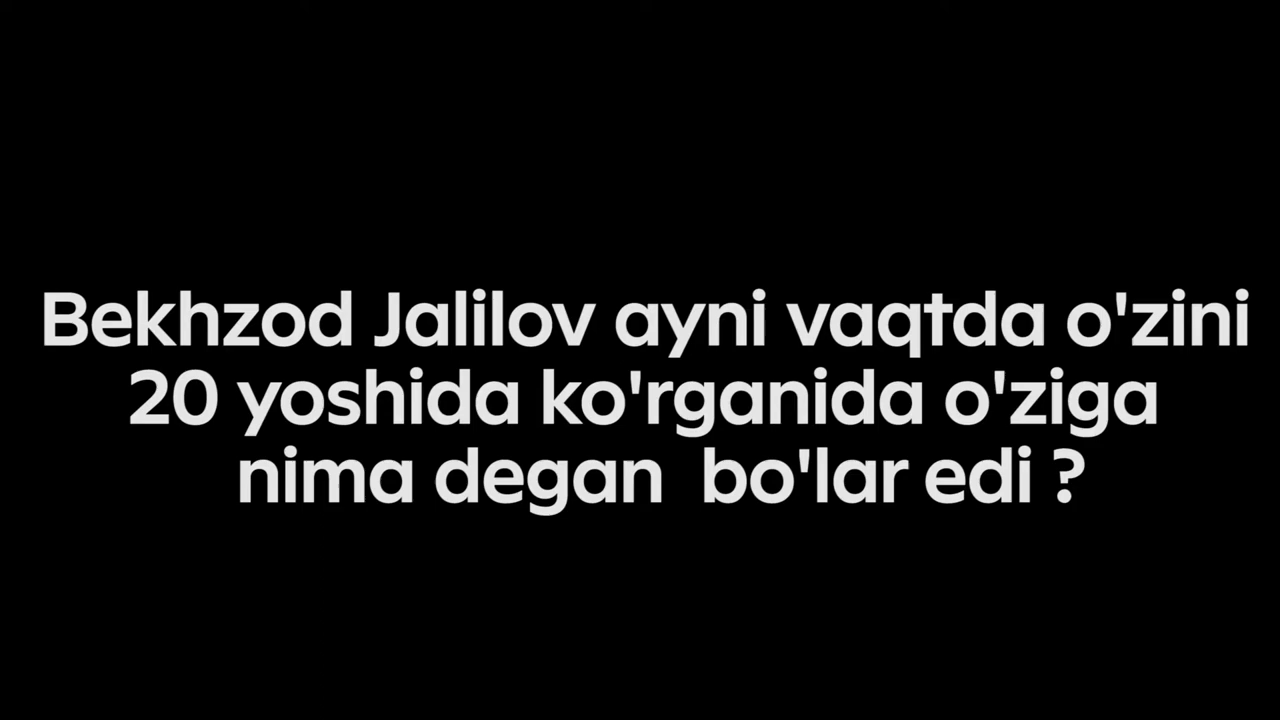 Bekhzod Jalilov ayni vaqtda o'zini
20 yoshida ko'rganida o'ziga
nima degan  bo'lar edi ?